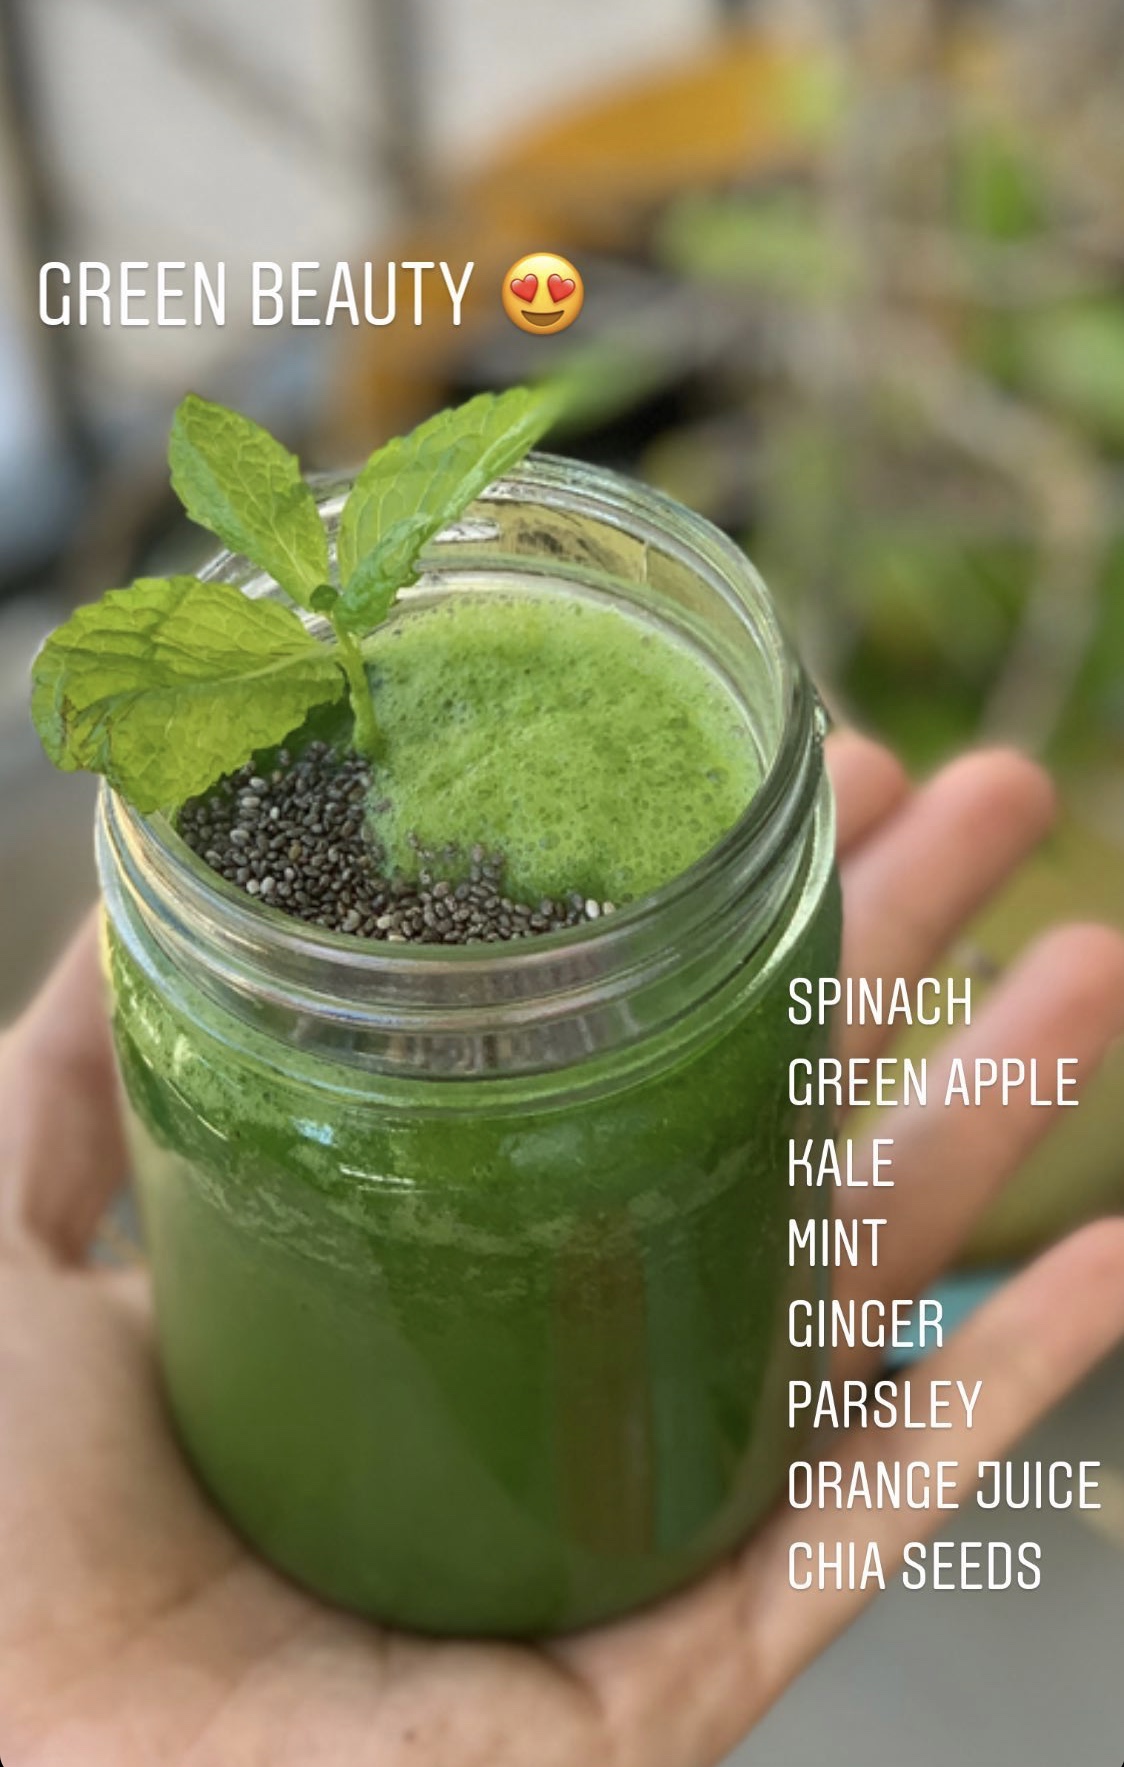 GREEN BEAUTY 😍
SPINACH
GREEN APPLE
KALE
MINT
GINGER
PARSLEY
ORANGE JUICE
CHIA SEEDS